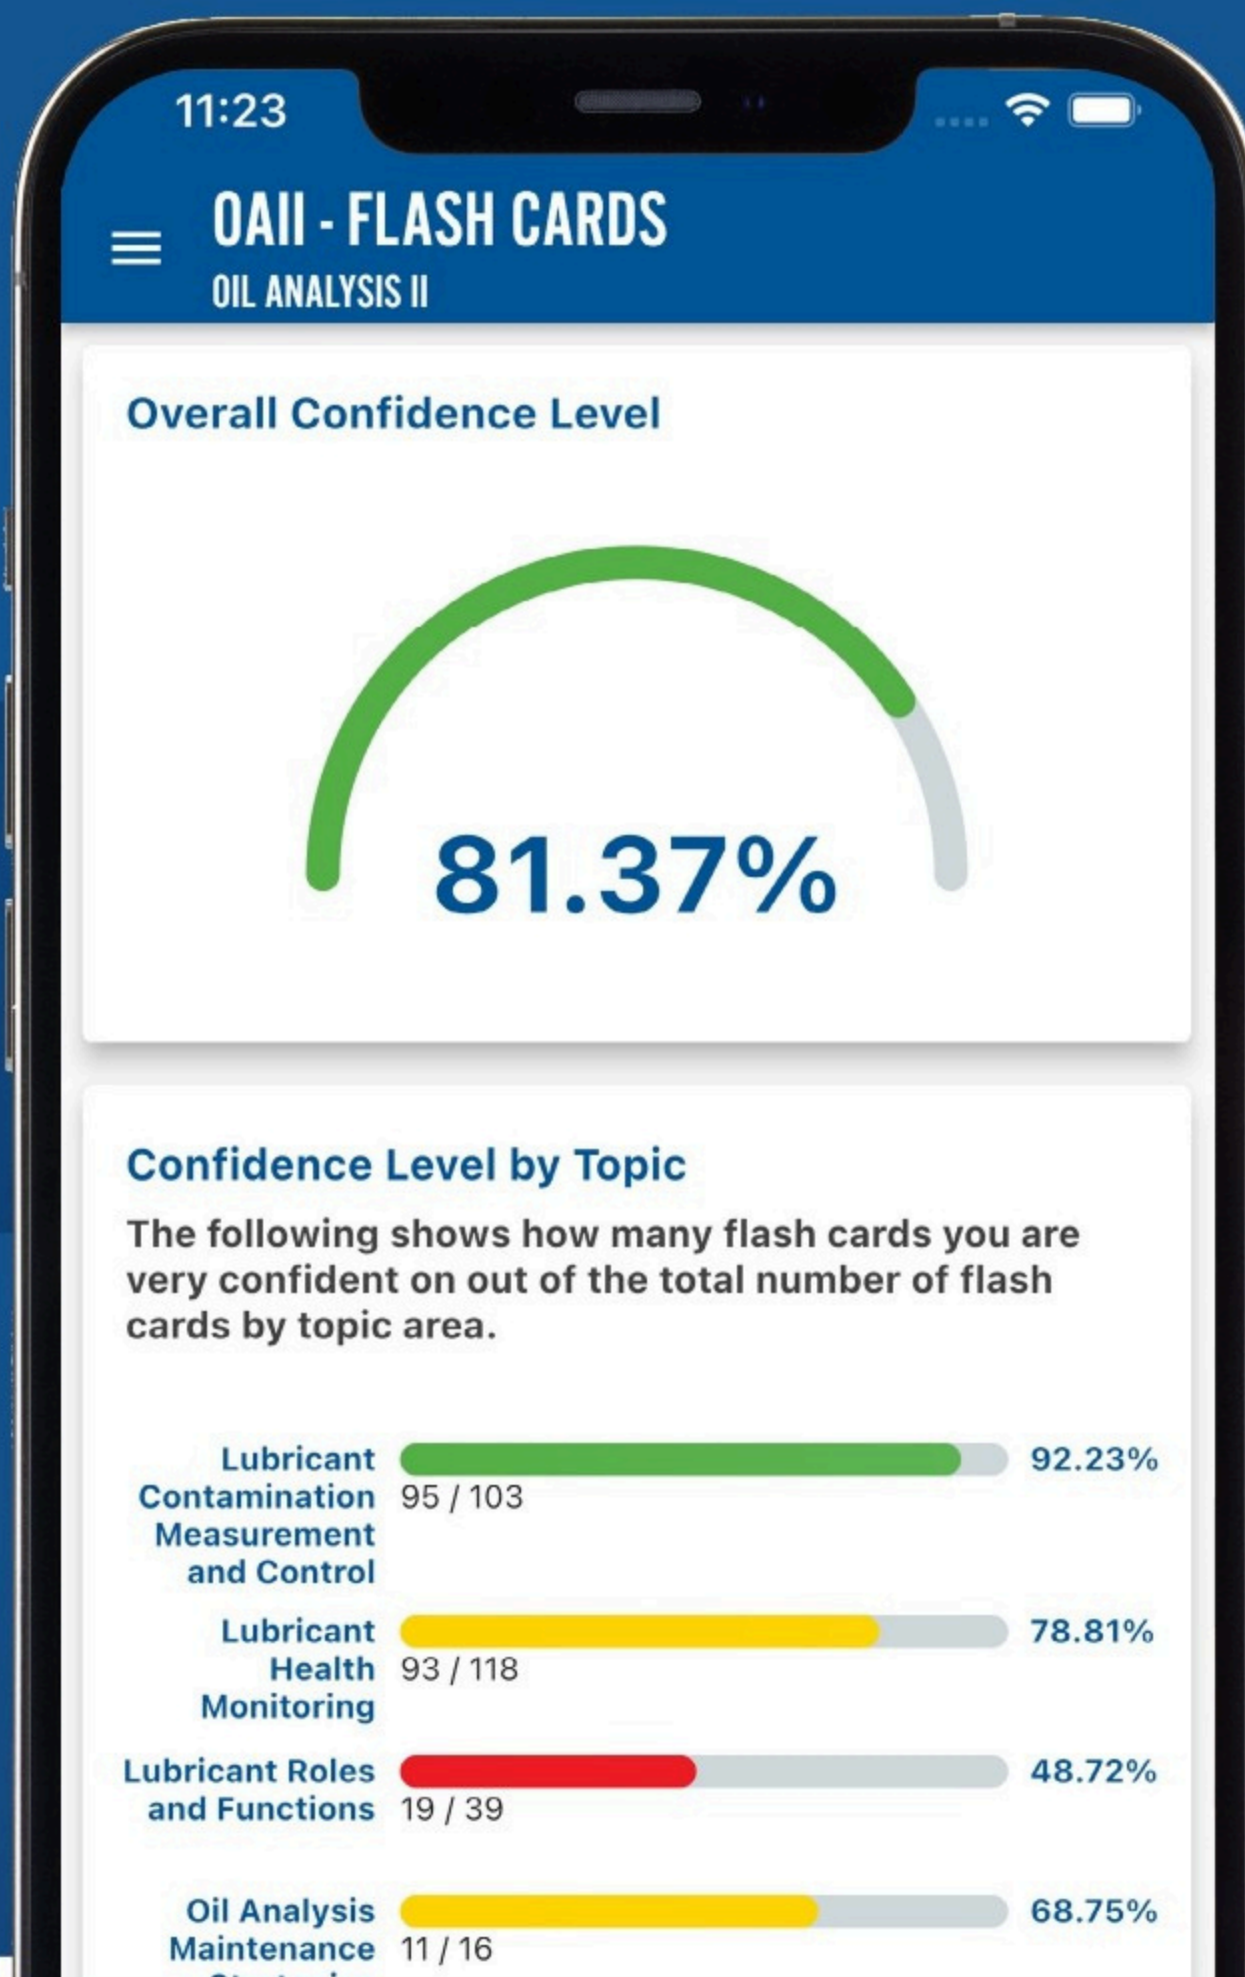 11:23
OAII - FLASH CARDS
OIL ANALYSIS II
Overall Confidence Level
81.37%
Confidence Level by Topic
The following shows how many flash cards you are
very confident on out of the total number of flash
cards by topic area.
Lubricant
Contamination
Measurement
and Control
95 / 103
92.23%
Lubricant
Health
Monitoring
93 / 118
78.81%
Lubricant Roles
and Functions
19 / 39
48.72%
Oil Analysis
Maintenance
11 / 16
68.75%